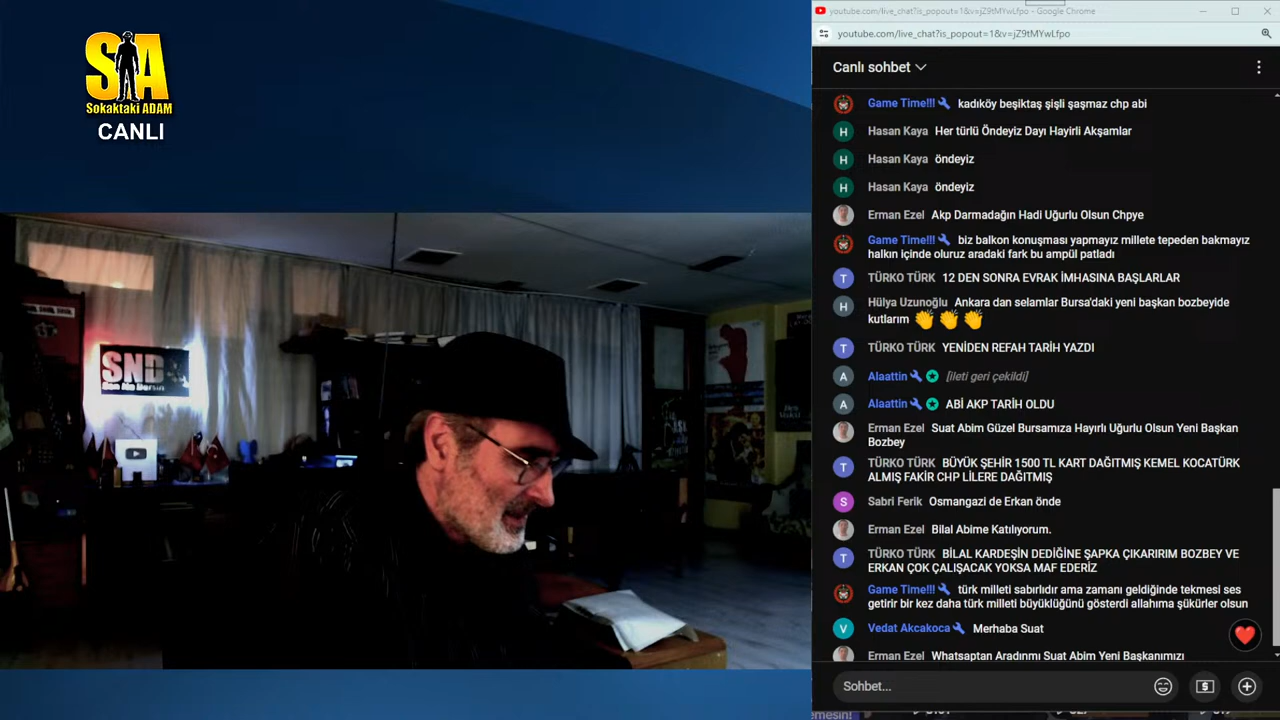 youtube.com/live_chat?is_popout=1&v=jZ9tMYwLfpo - Google Chrome
youtube.com/live_chat?is_popout=1&v=jZ9tMYwLfpo
SA
Sokaktaki ADAM
CANLI
SND
Sen Ne Dersin
Canlı sohbet
Game Time!!! kadıköy beşiktaş şişli şaşmaz chp abi
Hasan Kaya Her türlü Öndeyiz Dayı Hayirli Akşamlar
Hasan Kaya öndeyiz
Hasan Kaya öndeyiz
Erman Ezel Akp Darmadağın Hadi Uğurlu Olsun Chpye
Game Time!!! biz balkon konuşması yapmayız millete tepeden bakmayız
halkın içinde oluruz aradaki fark bu ampül patladı
TÜRKO TÜRK 12 DEN SONRA EVRAK İMHASINA BAŞLARLAR
Hülya Uzunoğlu Ankara dan selamlar Bursa'daki yeni başkan bozbeyide
kutlarım 👏👏👏
TÜRKO TÜRK YENİDEN REFAH TARİH YAZDI
Alaattin [ileti geri çekildi]
Alaattin ABİ AKP TARİH OLDU
Erman Ezel Suat Abim Güzel Bursamıza Hayırlı Uğurlu Olsun Yeni Başkan
Bozbey
TÜRKO TÜRK BÜYÜK ŞEHİR 1500 TL KART DAĞITMIŞ KEMEL KOCATÜRK
ALMIŞ FAKİR CHP LİLERE DAĞITMIŞ
Sabri Ferik Osmangazi de Erkan önde
Erman Ezel Bilal Abime Katılıyorum.
TÜRKO TÜRK BİLAL KARDEŞİN DEDİĞİNE ŞAPKA ÇIKARIRIM BOZBEY VE
ERKAN ÇOK ÇALIŞACAK YOKSA MAF EDERİZ
Game Time!!! türk milleti sabırlıdır ama zamanı geldiğinde tekmesi ses
getirir bir kez daha türk milleti büyüklüğünü gösterdi allahıma şükürler olsun
Vedat Akcakoca Merhaba Suat
Erman Ezel Whatsaptan Aradınmı Suat Abim Yeni Başkanımızı
Sohbet...